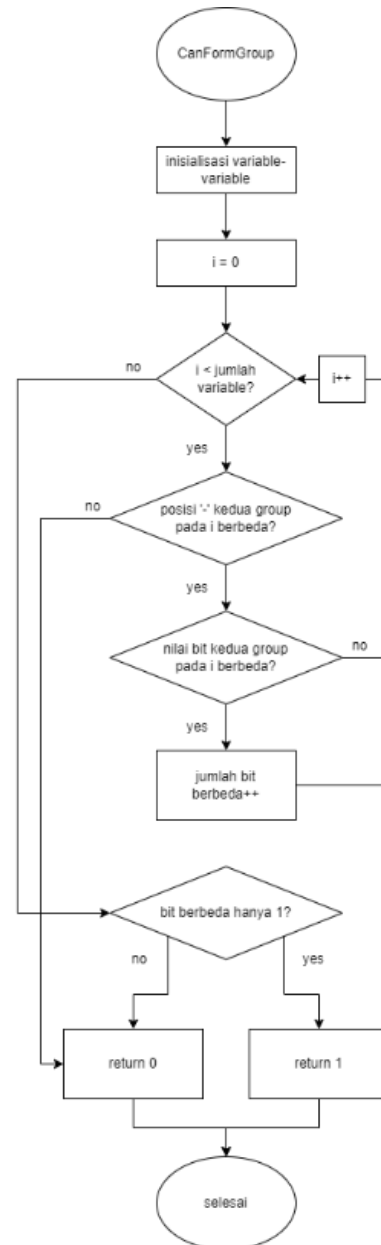 CanFormGroup
inisialisasi variable-
variable
i = 0
no
i < jumlah
variable?
i++
yes
no
posisi '-' kedua group
pada i berbeda?
yes
nilai bit kedua group
pada i berbeda?
no
yes
jumlah bit
berbeda++
bit berbeda hanya 1?
no
yes
return 0
return 1
selesai